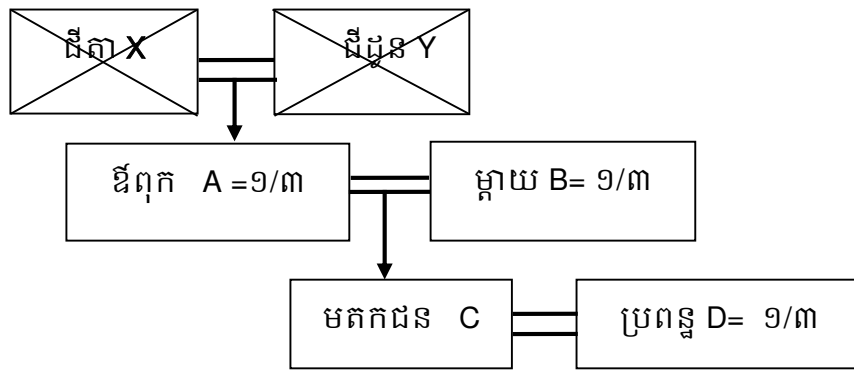 ជីតា X
ជីដូន Y
ឪពុក A =១/៣
ម្តាយ B= ១/៣
មតកជន C
ប្រពន្ឋ D= ១/៣